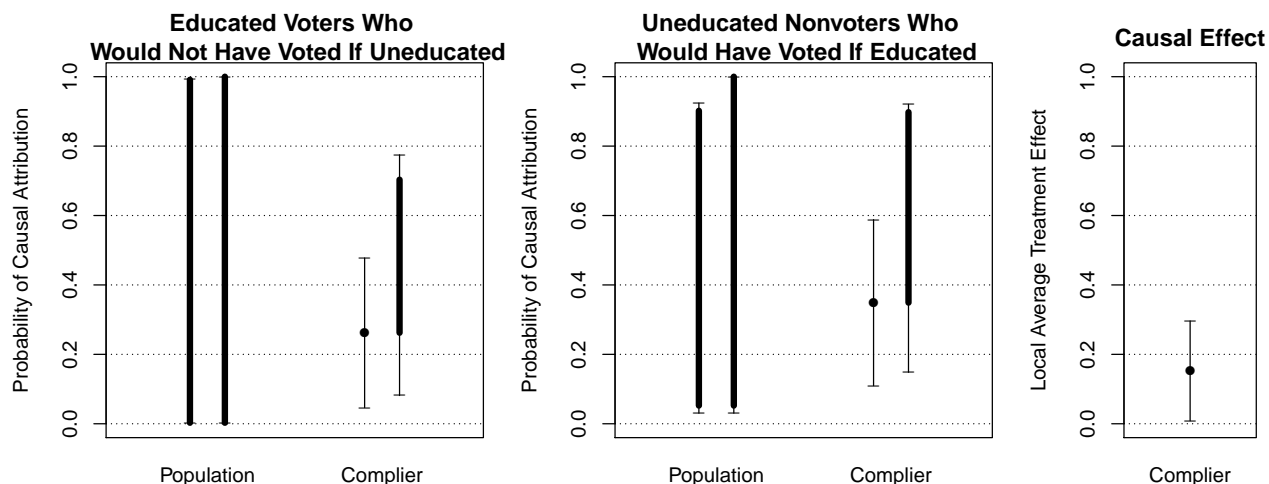 Educated Voters Who
Would Not Have Voted If Uneducated
Probability of Causal Attribution
1.0
0.8
0.6
0.4
0.2
0.0
Population
Complier
Uneducated Nonvoters Who
Would Have Voted If Educated
Probability of Causal Attribution
1.0
0.8
0.6
0.4
0.2
0.0
Population
Complier
Causal Effect
Local Average Treatment Effect
1.0
0.8
0.6
0.4
0.2
0.0
Complier